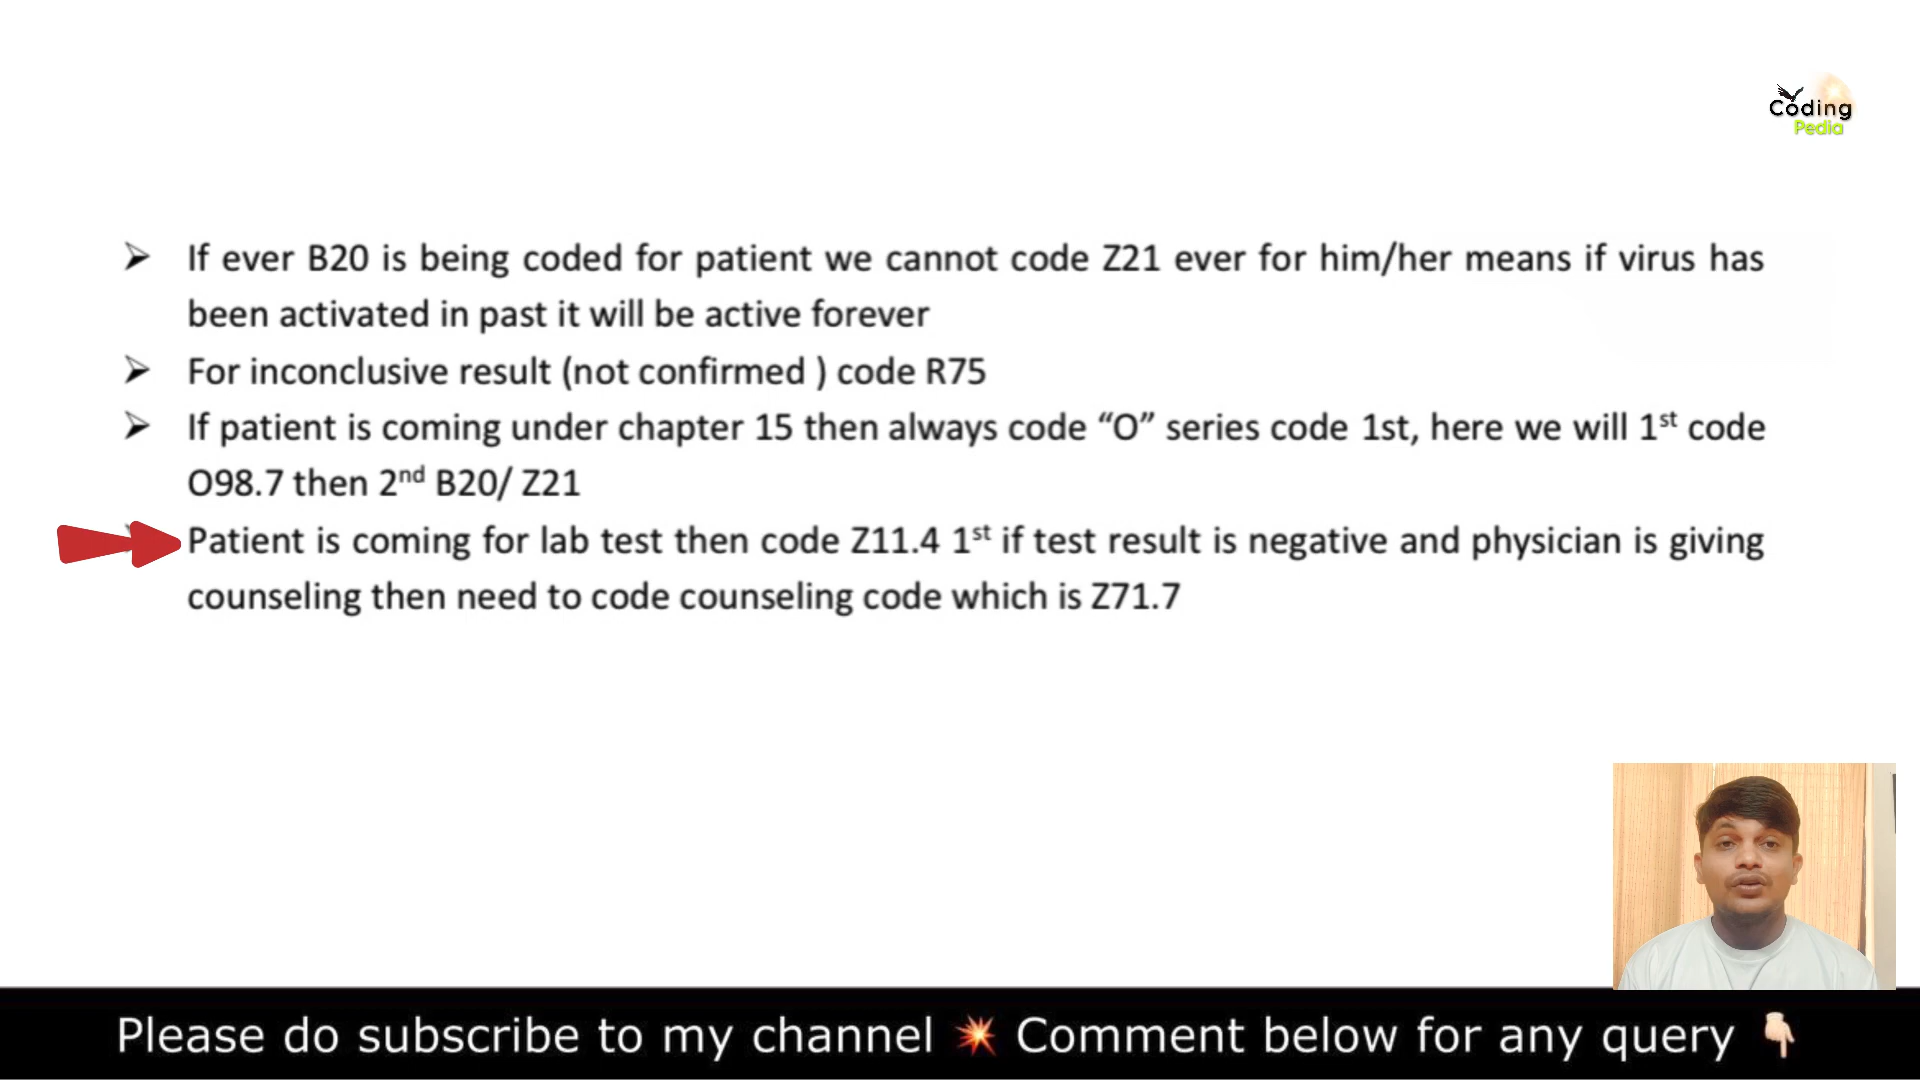 Coding
Pedia
➢ If ever B20 is being coded for patient we cannot code Z21 ever for him/her means if virus has
been activated in past it will be active forever
➢ For inconclusive result (not confirmed ) code R75
➢ If patient is coming under chapter 15 then always code “O” series code 1st, here we will 1st code
O98.7 then 2nd B20/ Z21
Patient is coming for lab test then code Z11.4 1st if test result is negative and physician is giving
counseling then need to code counseling code which is Z71.7
Please do subscribe to my channel 💥 Comment below for any query 👇🏻